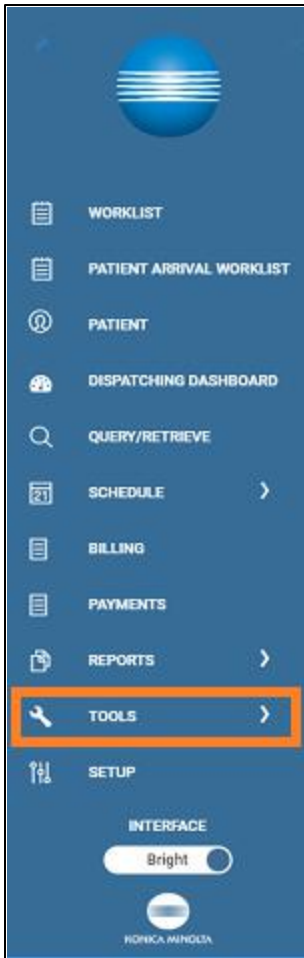 WORKLIST
PATIENT ARRIVAL WORKLIST
PATIENT
DISPATCHING DASHBOARD
QUERY/RETRIEVE
21
SCHEDULE
BILLING
PAYMENTS
REPORTS
TOOLS
SETUP
INTERFACE
Bright
KONICA MINOLTA